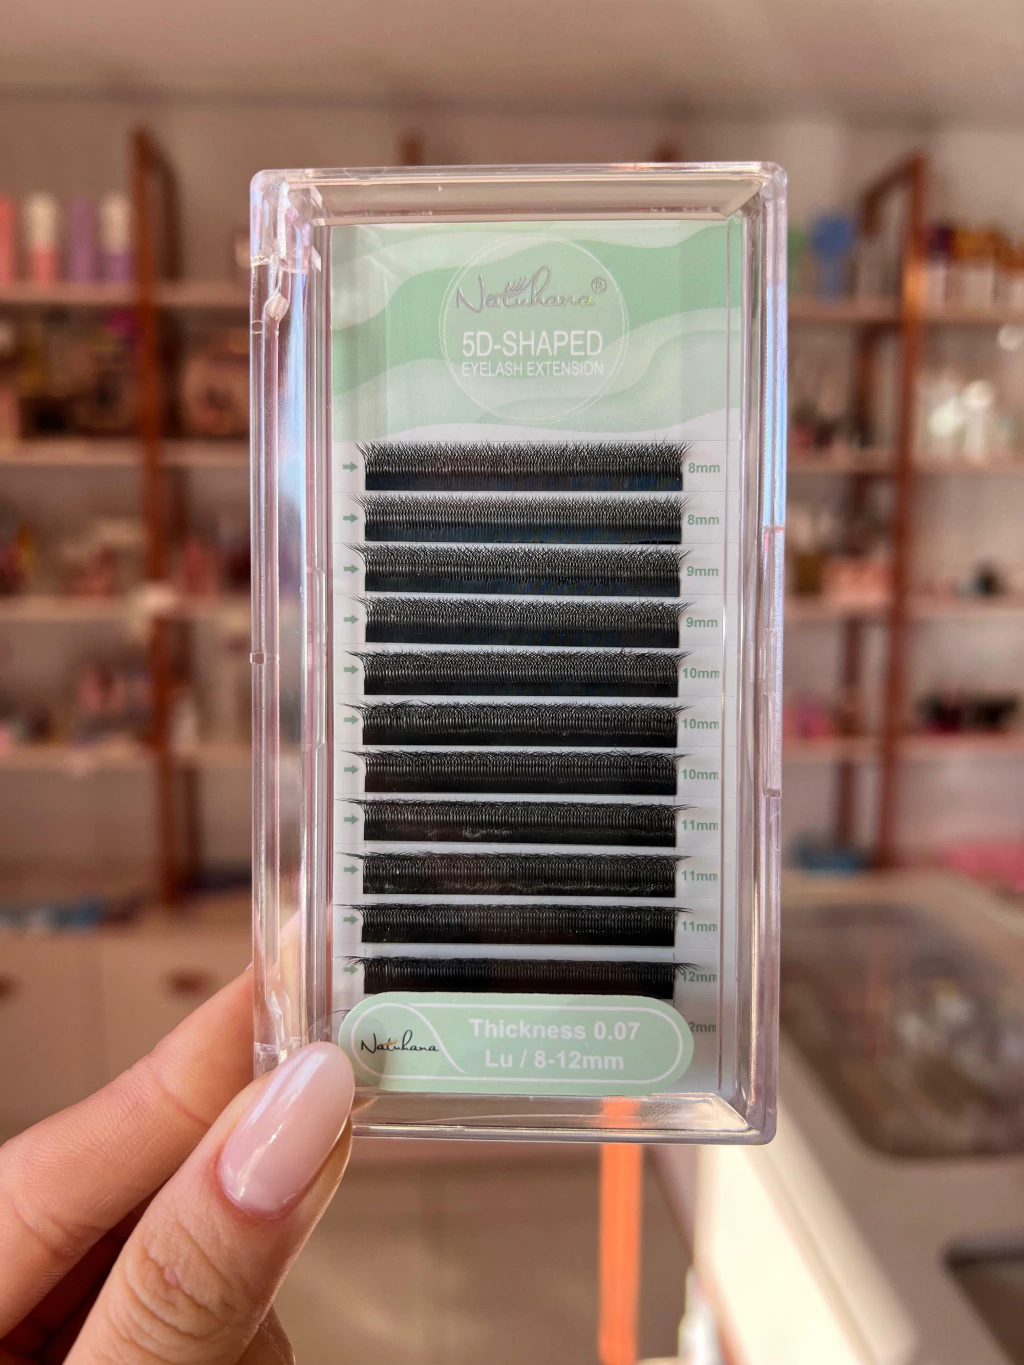 Natuhana®
5D-SHAPED
EYELASH EXTENSION
8mm
8mm
9mm
9mm
10mm
10mm
10mm
11mm
11mm
11mm
12mm
2mm
Natuhana
Thickness 0.07
Lu / 8-12mm